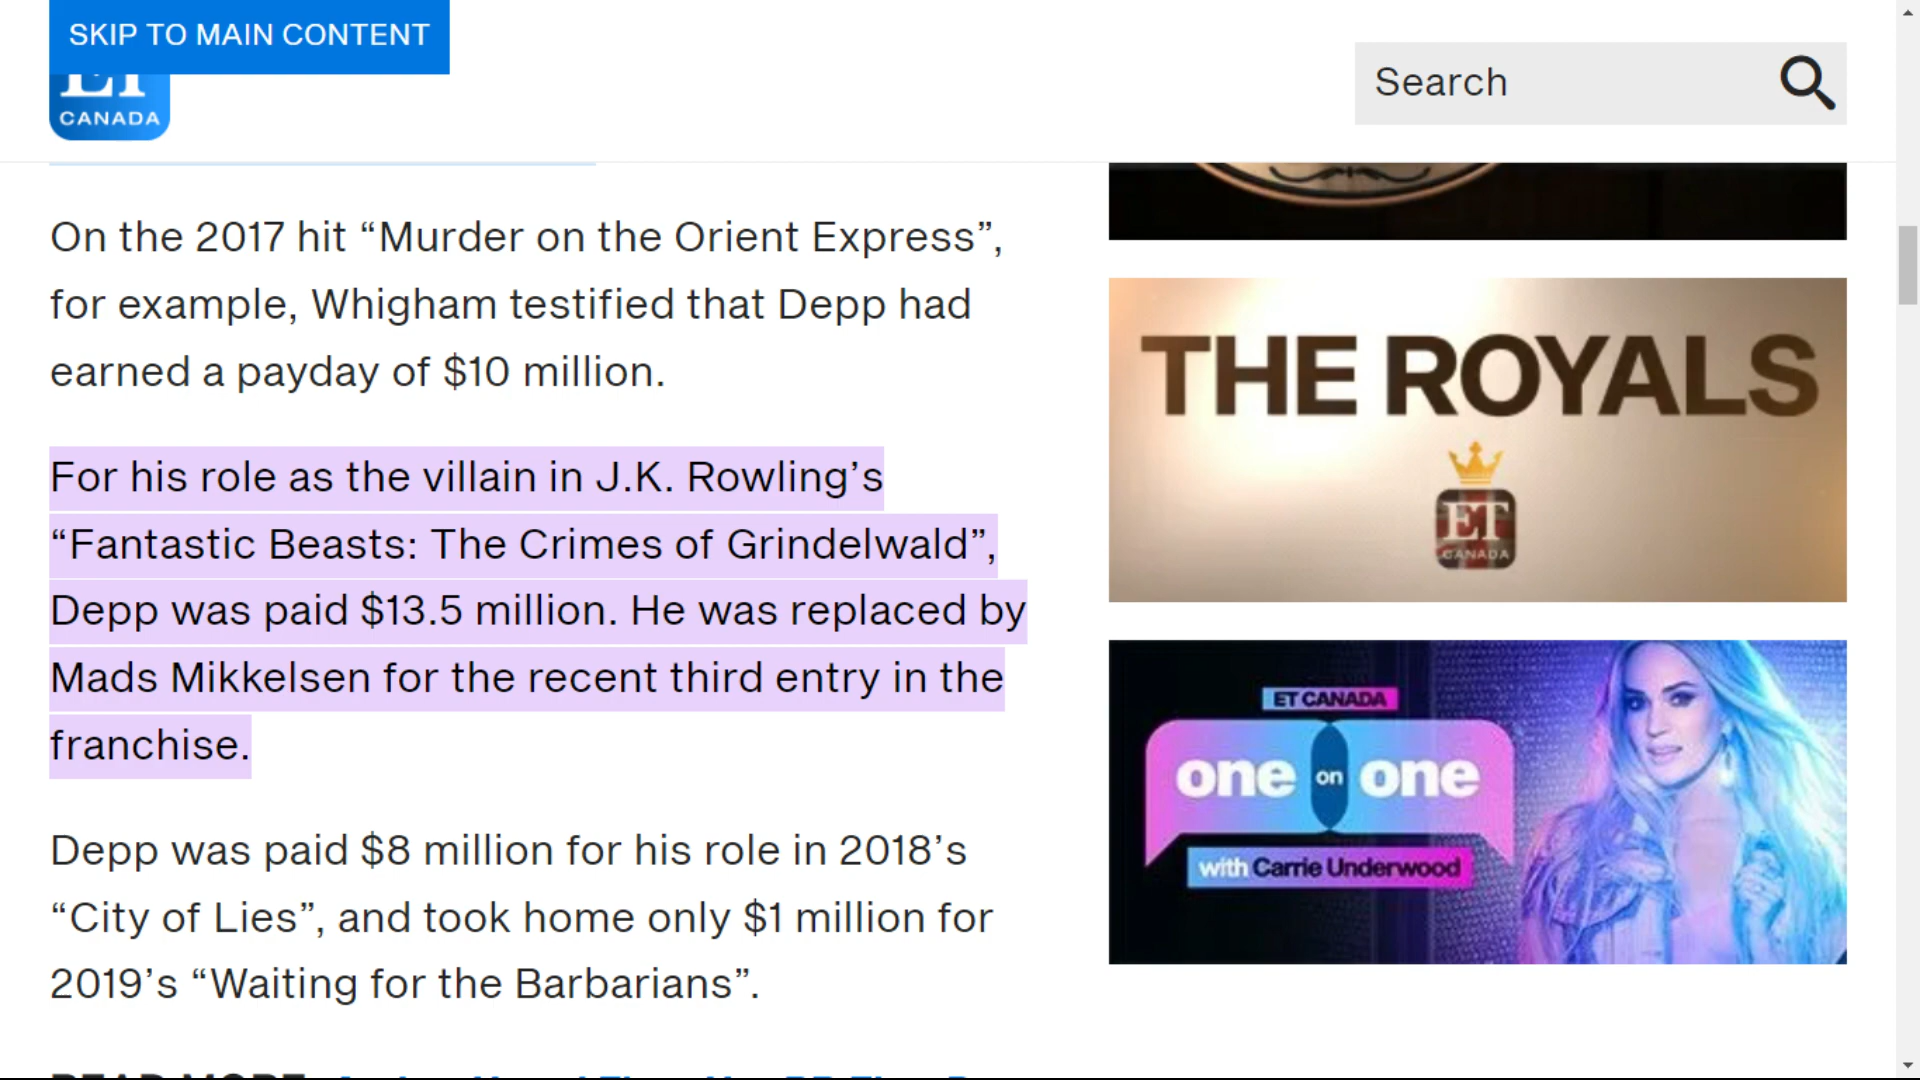 SKIP TO MAIN CONTENT
CANADA
Search
On the 2017 hit “Murder on the Orient Express”,
for example, Whigham testified that Depp had
earned a payday of $10 million.
For his role as the villain in J.K. Rowling’s
“Fantastic Beasts: The Crimes of Grindelwald”,
Depp was paid $13.5 million. He was replaced by
Mads Mikkelsen for the recent third entry in the
franchise.
Depp was paid $8 million for his role in 2018’s
“City of Lies”, and took home only $1 million for
2019’s “Waiting for the Barbarians”.
THE ROYALS
ET
CANADA
ET CANADA
one on one
with Carrie Underwood